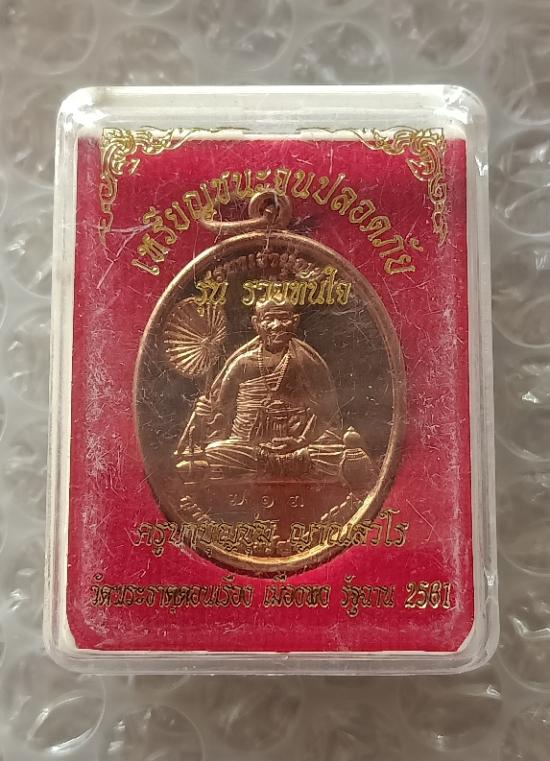 เหรียญชนะจนปลอดภัย
รุ่น รวยทันใจ
ครูบาบุญชุ่ม ญาณสํวโร
วัดพระธาตุดอนเรือง เมืองพง รัฐฉาน 2561